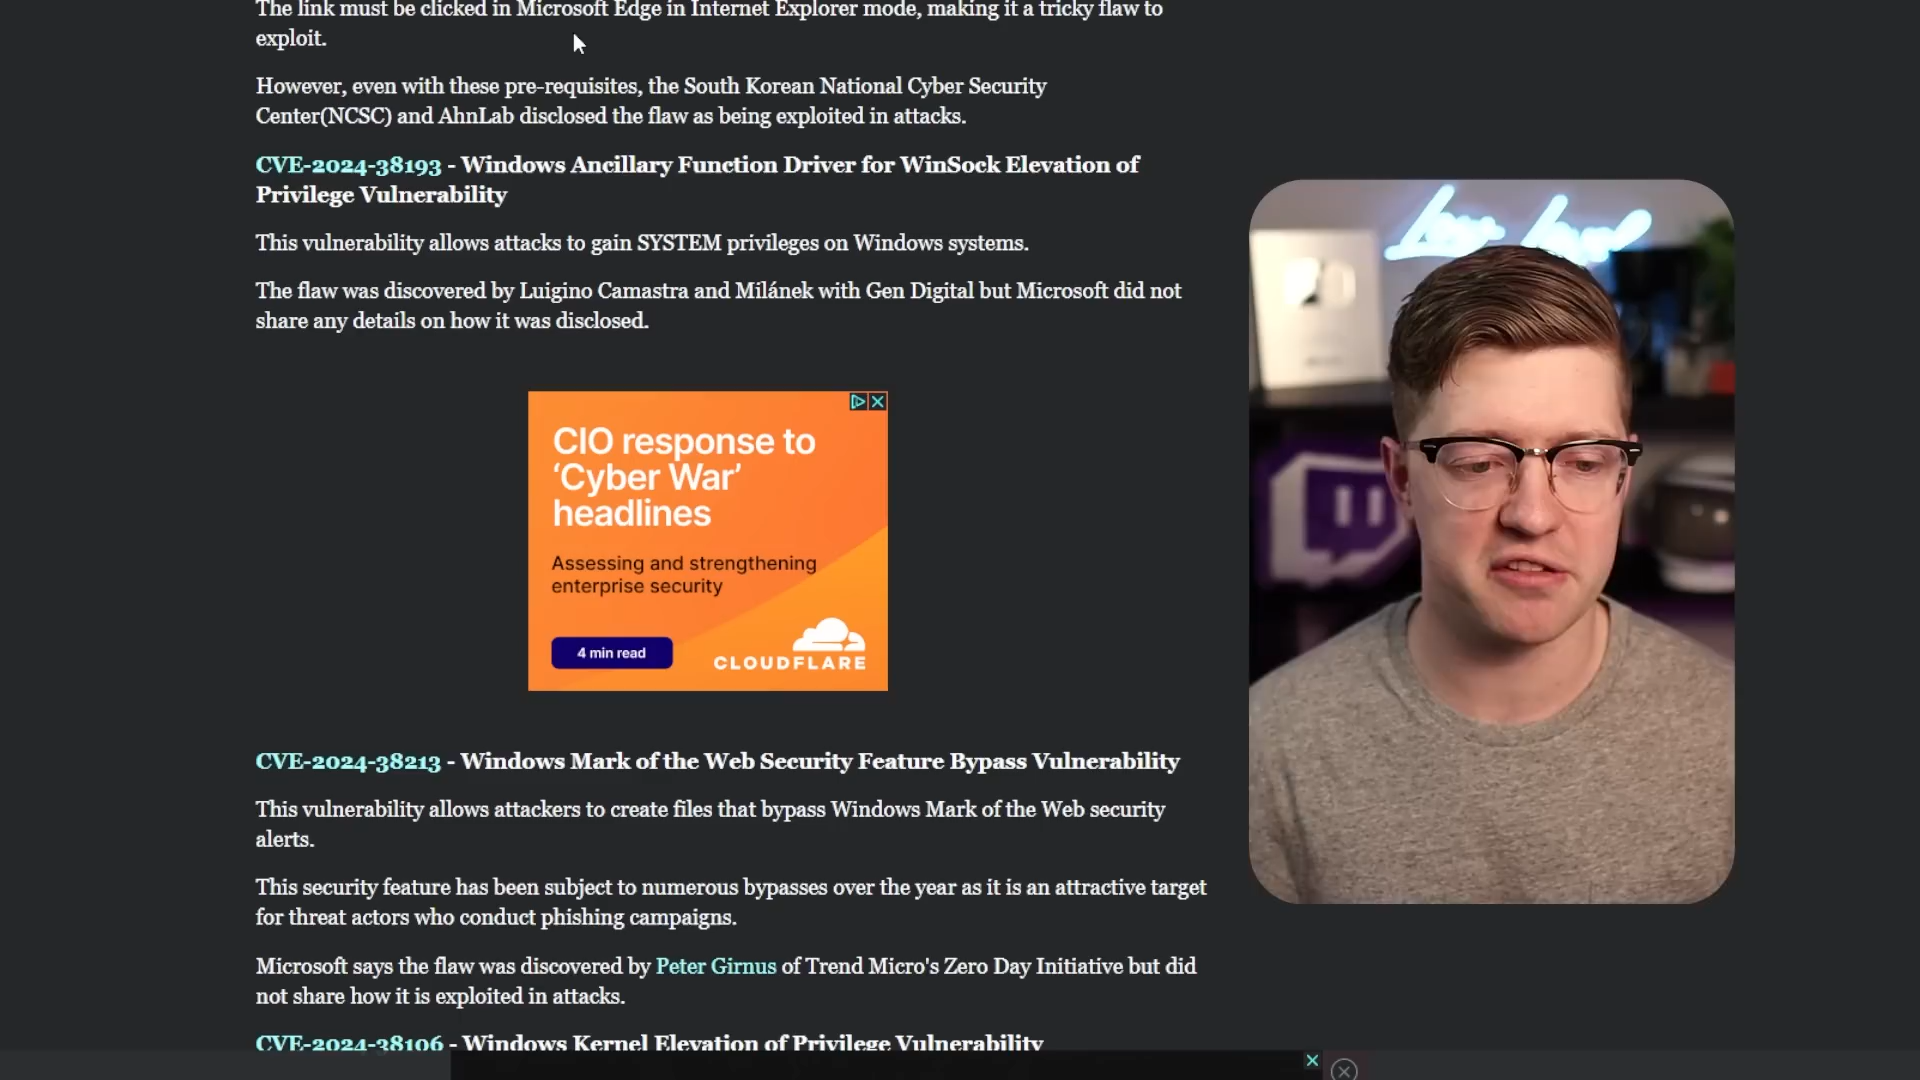 The link must be clicked in Microsoft Edge in Internet Explorer mode, making it a tricky flaw to
exploit.
However, even with these pre-requisites, the South Korean National Cyber Security
Center(NCSC) and AhnLab disclosed the flaw as being exploited in attacks.
CVE-2024-38193 - Windows Ancillary Function Driver for WinSock Elevation of
Privilege Vulnerability
This vulnerability allows attacks to gain SYSTEM privileges on Windows systems.
The flaw was discovered by Luigino Camastra and Milánek with Gen Digital but Microsoft did not
share any details on how it was disclosed.
CIO response to
‘Cyber War’
headlines
Assessing and strengthening
enterprise security
4 min read
CLOUDFLARE
CVE-2024-38213 - Windows Mark of the Web Security Feature Bypass Vulnerability
This vulnerability allows attackers to create files that bypass Windows Mark of the Web security
alerts.
This security feature has been subject to numerous bypasses over the year as it is an attractive target
for threat actors who conduct phishing campaigns.
Microsoft says the flaw was discovered by Peter Girnus of Trend Micro's Zero Day Initiative but did
not share how it is exploited in attacks.
CVE-2024-38106 - Windows Kernel Elevation of Privilege Vulnerability